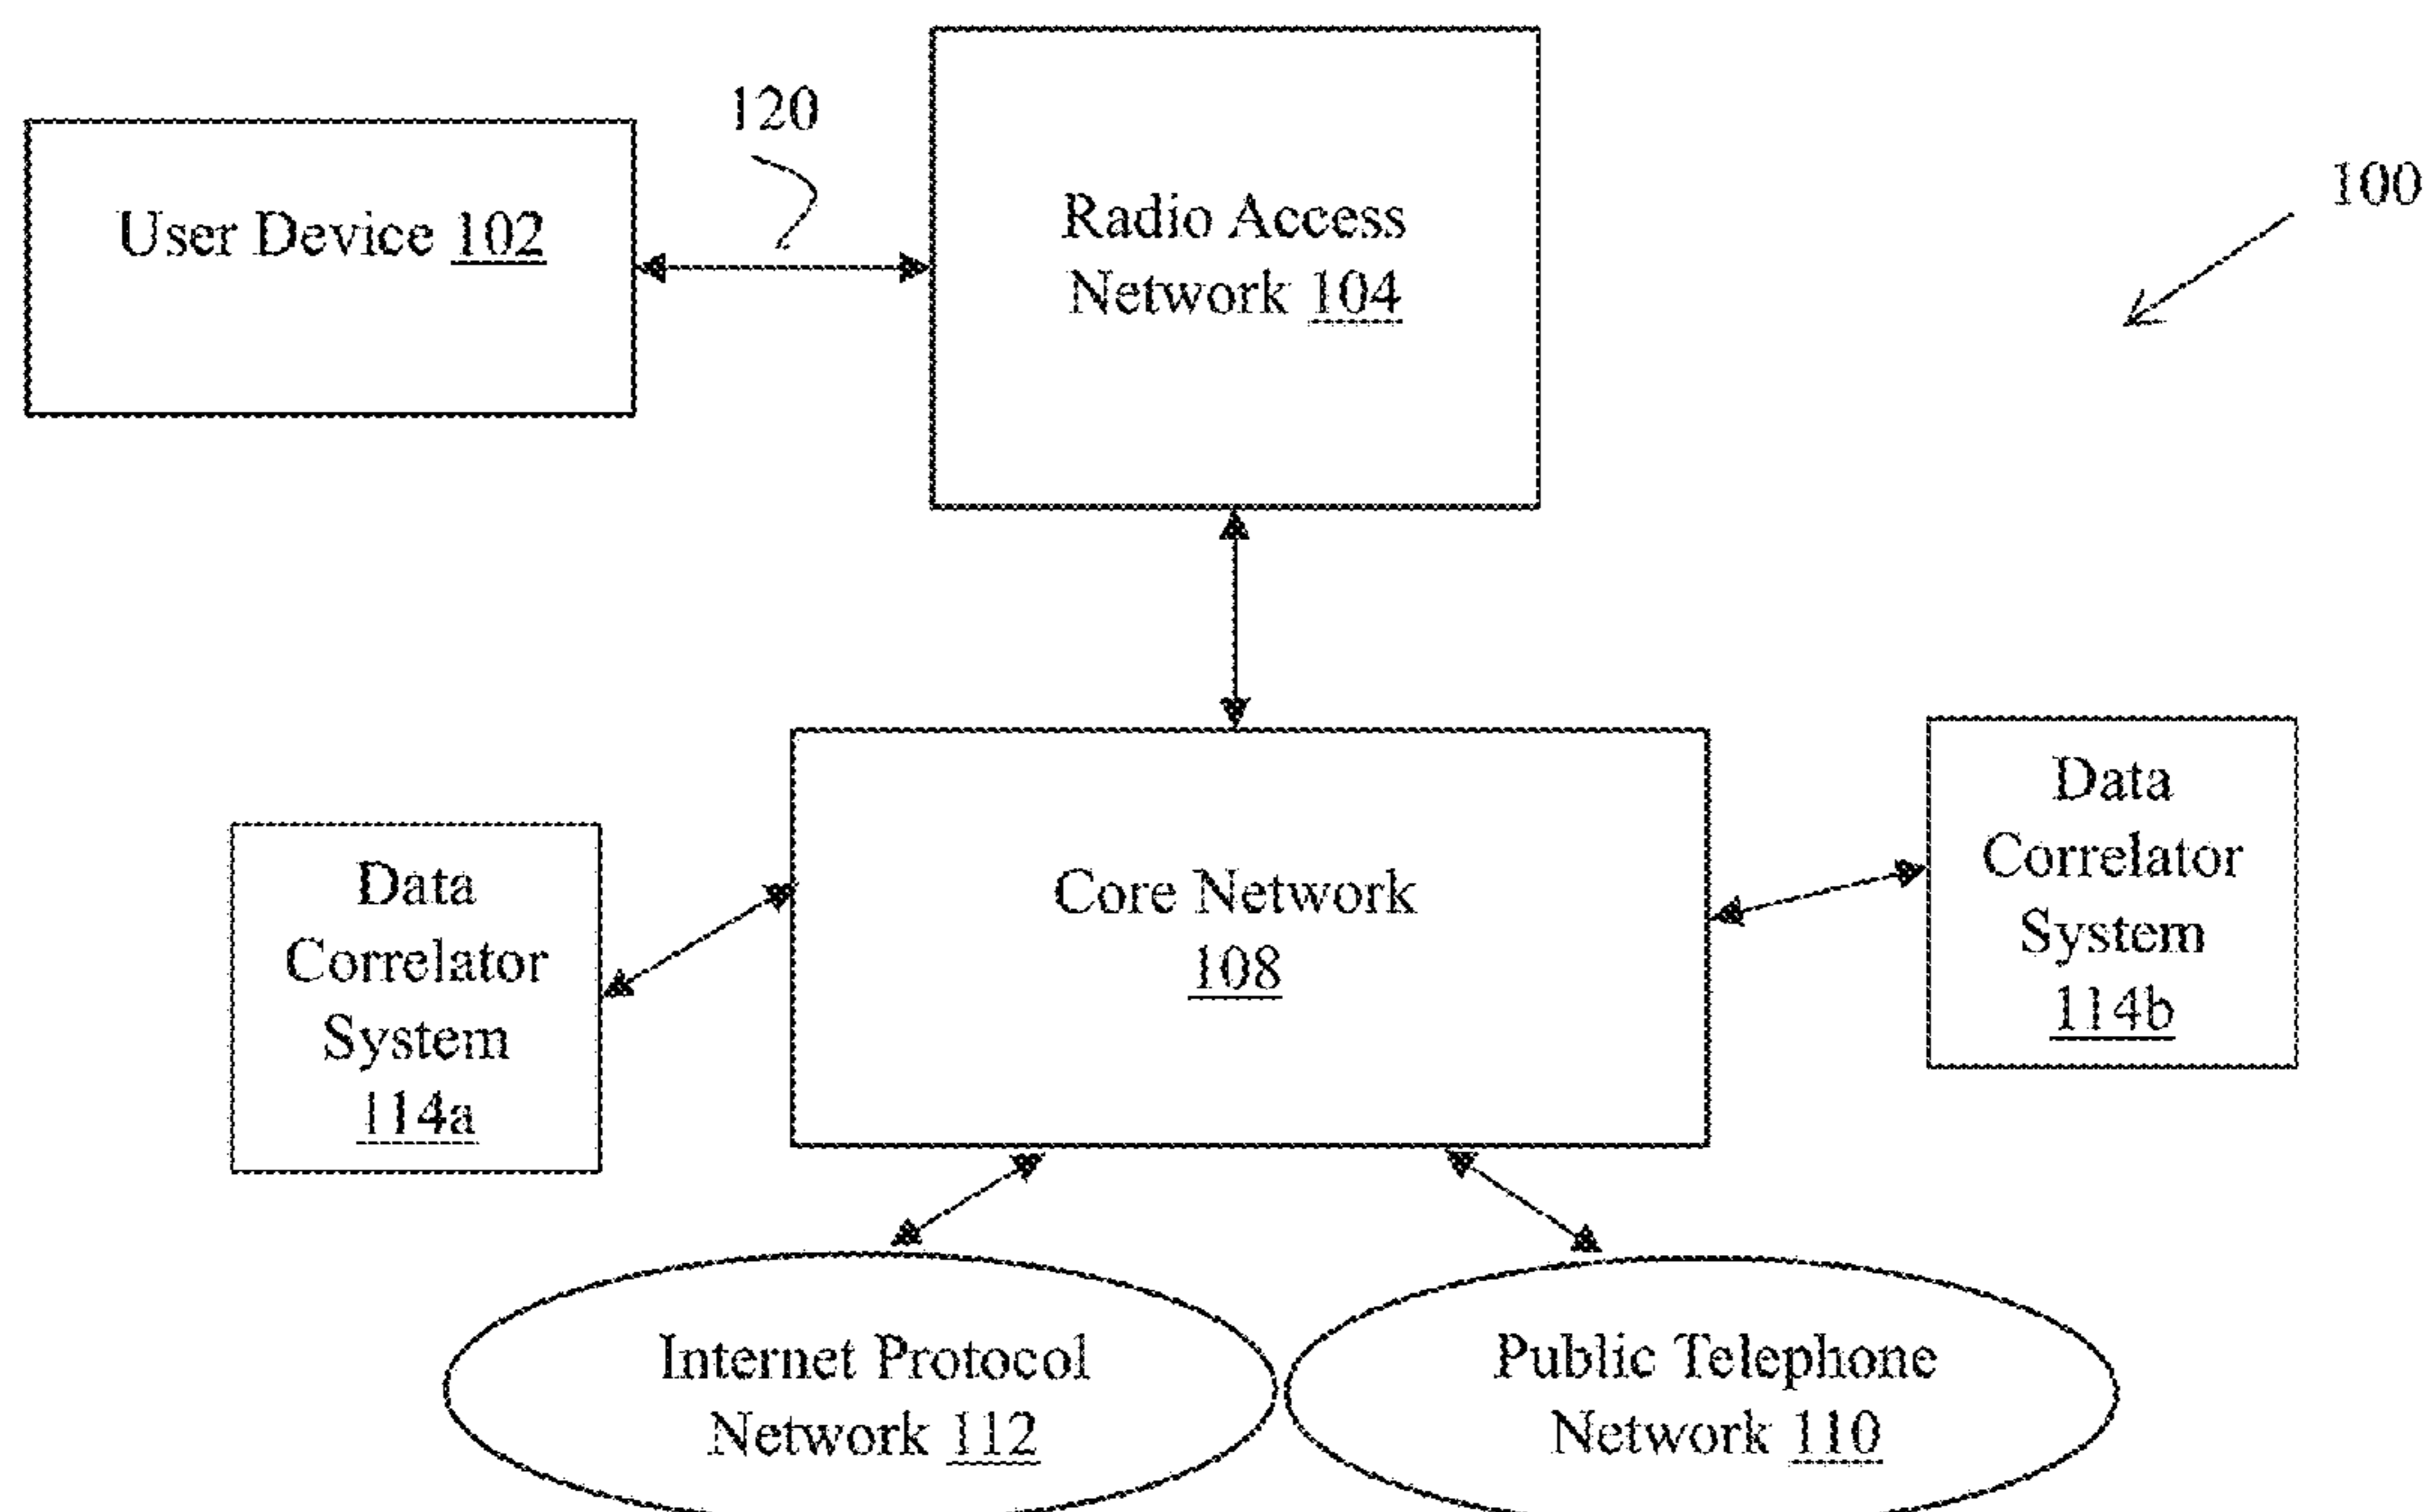 120
100
User Device 102
Radio Access
Network 104
Data
Correlator
System
114a
Core Network
108
Data
Correlator
System
114b
Internet Protocol
Network 112
Public Telephone
Network 110